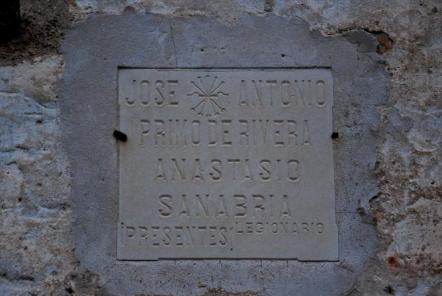 JOSE ANTONIO
PRIMO DE RIVERA
ANASTASIO
SANABRIA
LEGIONARIO
¡PRESENTES!